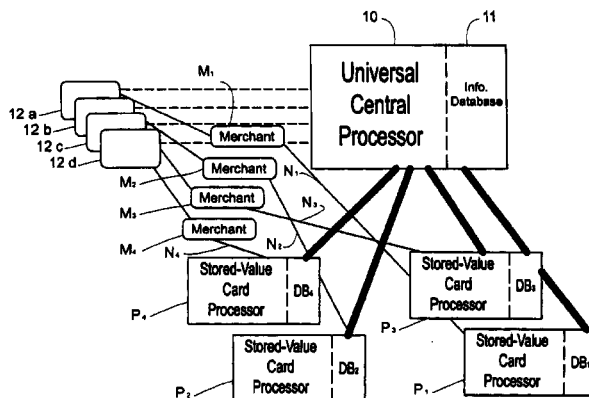 10
11
M₁
Universal
Central
Processor
Info.
Database
12 a
12 b
12 c
12 d
Merchant
M₂
Merchant
N₁
M₃
Merchant
N₃
M₄
Merchant
N₂
N₄
Stored-Value
Card
Processor
DB₄
P₄
Stored-Value
Card
Processor
DB₃
P₃
Stored-Value
Card
Processor
DB₂
P₂
Stored-Value
Card
Processor
DB₁
P₁